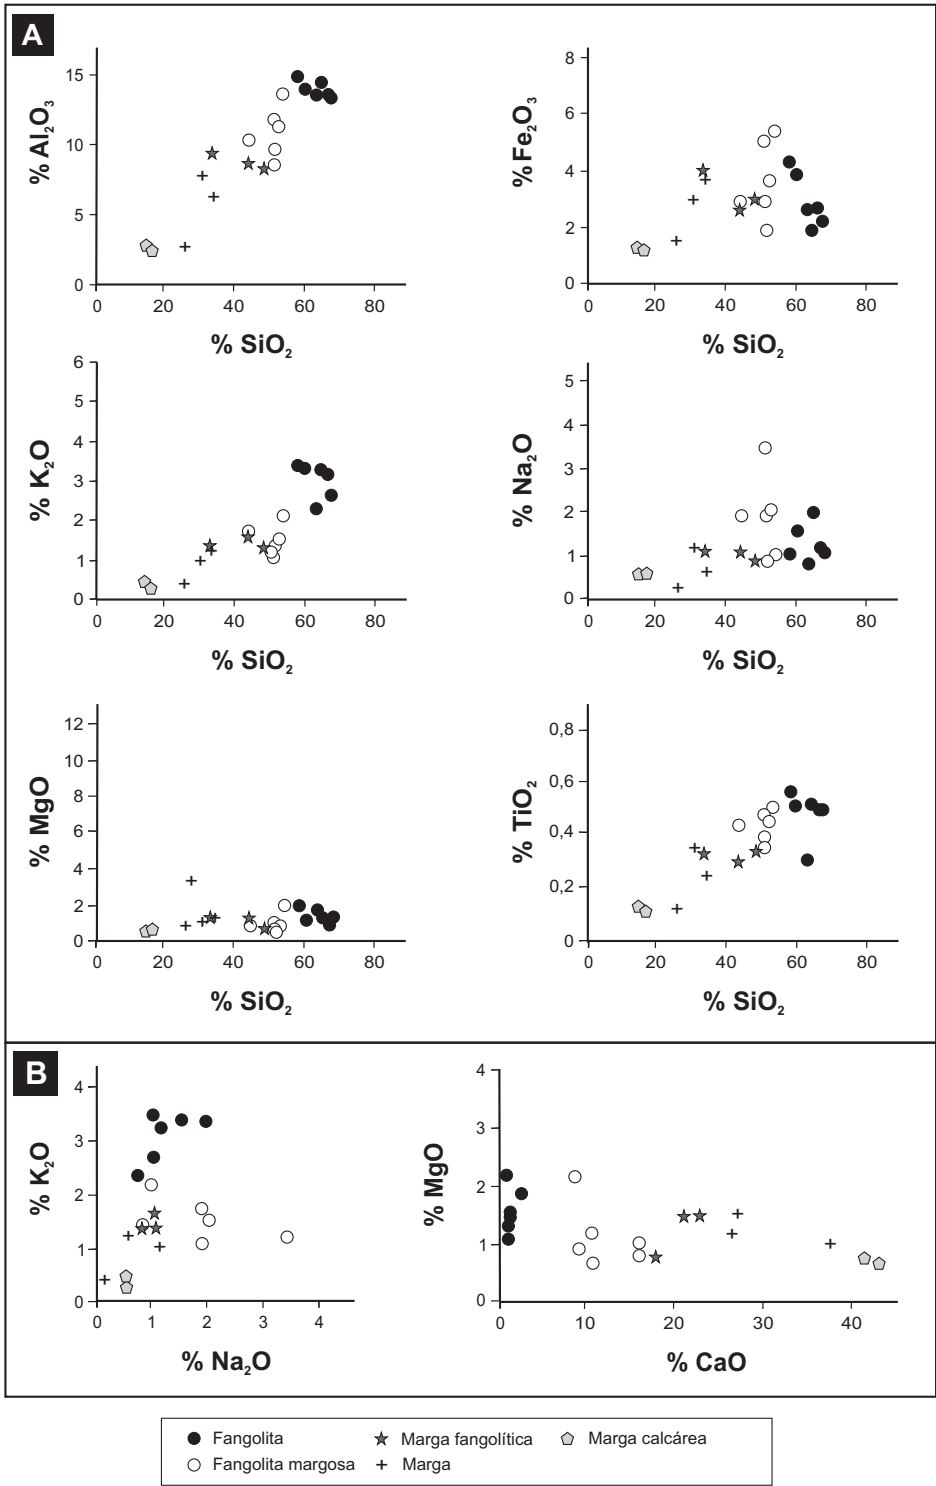 A
% Al2O3
15
10
5
0
0 20 40 60 80
% SiO2
% Fe2O3
8
6
4
2
0
0 20 40 60 80
% SiO2
% K2O
6
5
4
3
2
1
0
0 20 40 60 80
% SiO2
% Na2O
5
4
3
2
1
0
0 20 40 60 80
% SiO2
% MgO
12
10
8
6
4
2
0
0 20 40 60 80
% SiO2
% TiO2
0,8
0,6
0,4
0,2
0
0 20 40 60 80
% SiO2
B
% K2O
4
3
2
1
0
0 1 2 3 4
% Na2O
% MgO
4
3
2
1
0
0 10 20 30 40
% CaO
Fangolita Marga fangolítica Marga calcárea
Fangolita margosa Marga